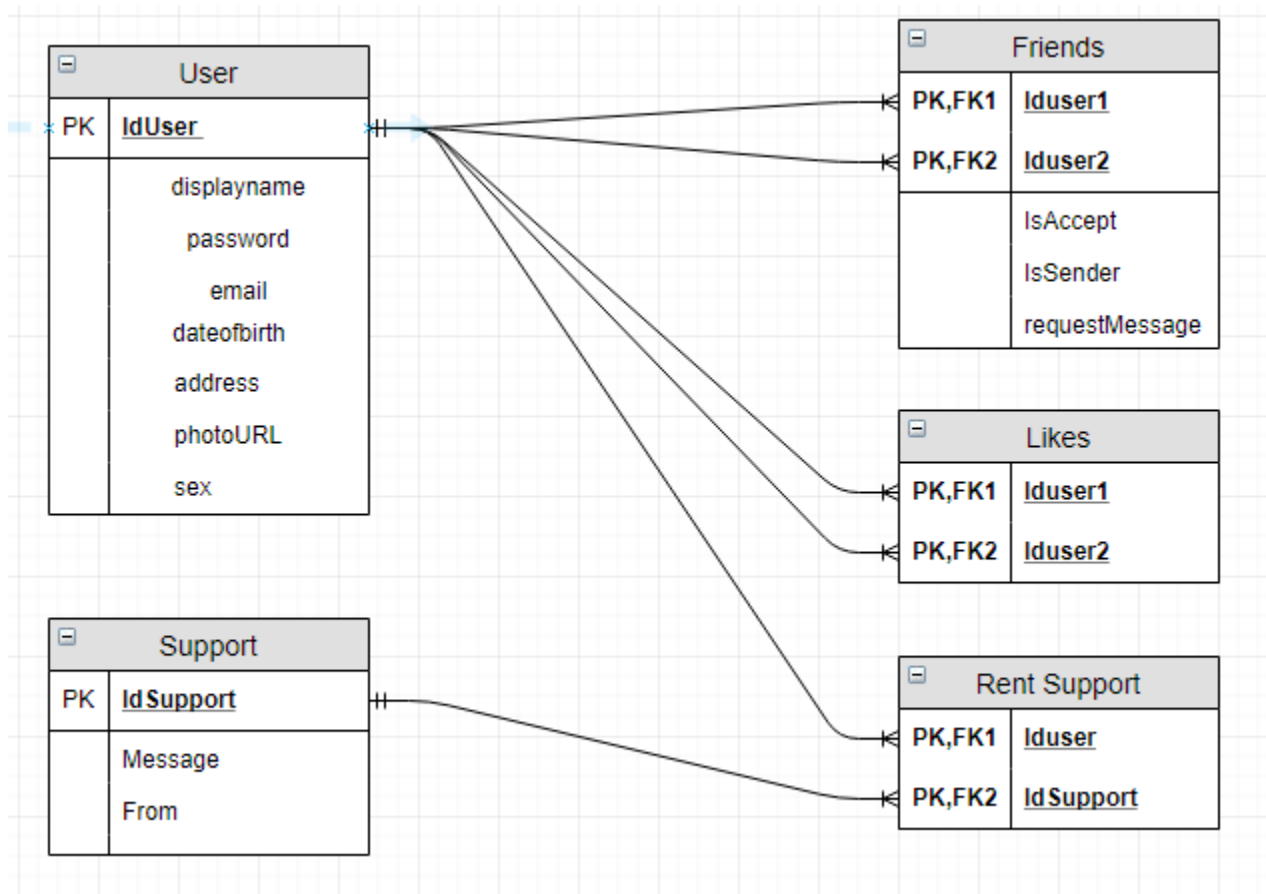 User
PK IdUser
displayname
password
email
dateofbirth
address
photoURL
sex
Support
PK IdSupport
Message
From
Friends
PK,FK1 Iduser1
PK,FK2 Iduser2
IsAccept
IsSender
requestMessage
Likes
PK,FK1 Iduser1
PK,FK2 Iduser2
Rent Support
PK,FK1 Iduser
PK,FK2 IdSupport